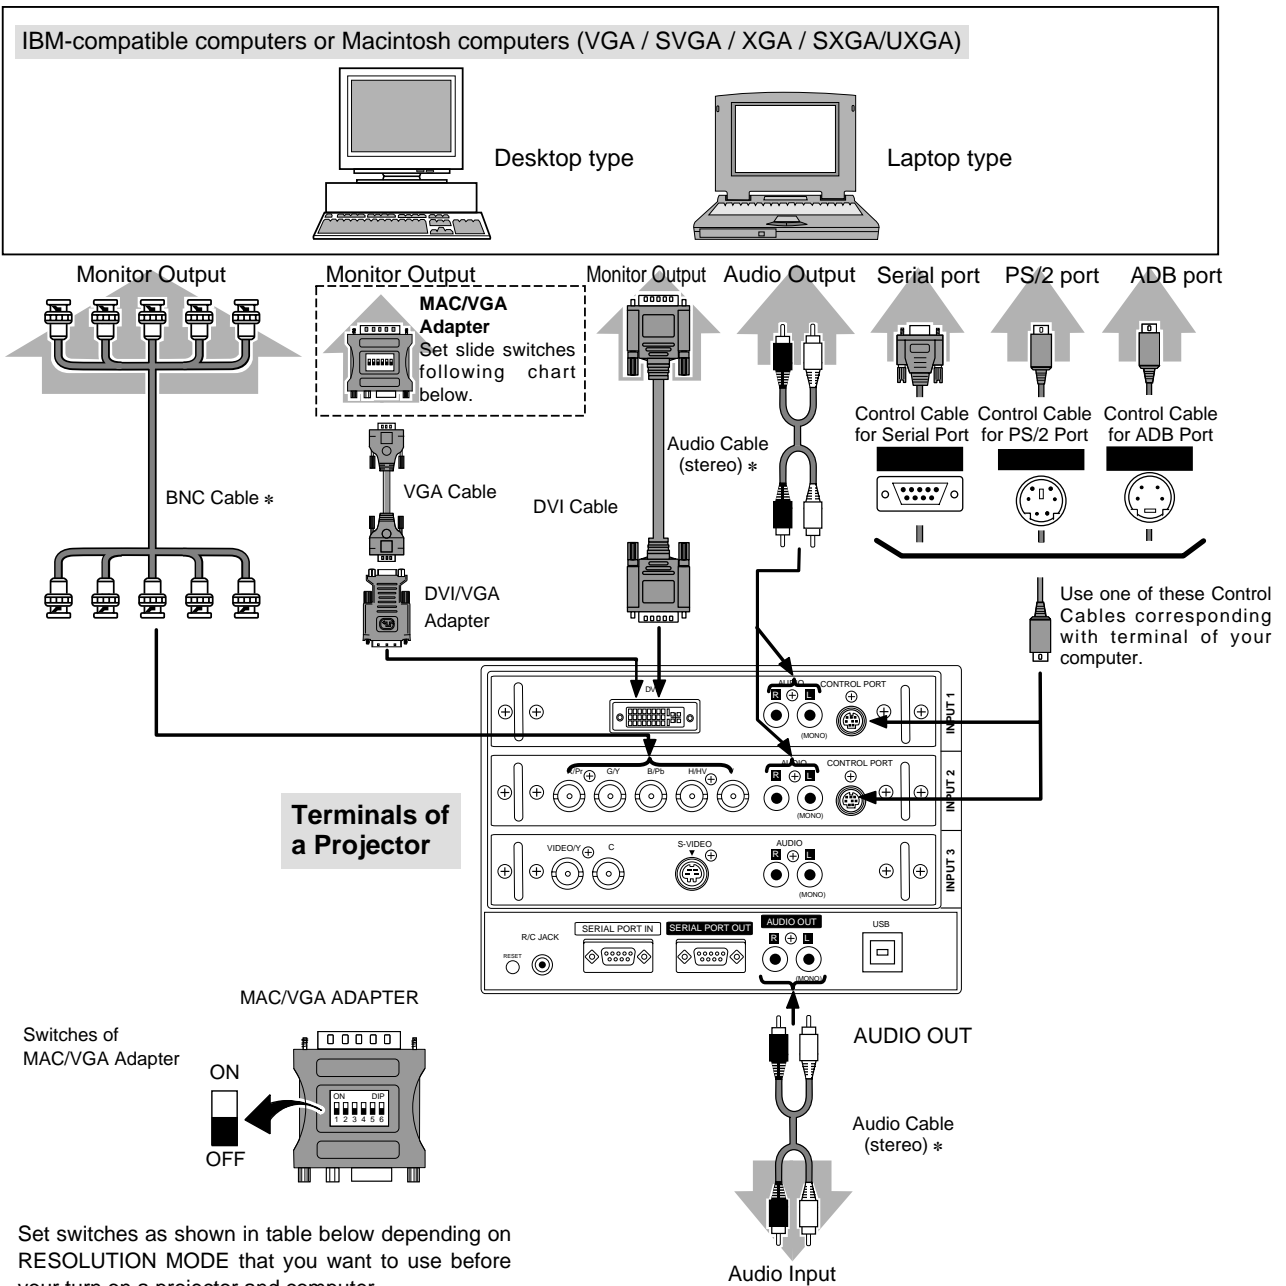 IBM-compatible computers or Macintosh computers (VGA / SVGA / XGA / SXGA/UXGA)
Desktop type
Laptop type
Monitor Output
Monitor Output
Monitor Output
Audio Output
Serial port
PS/2 port
ADB port
MAC/VGA
Adapter
Set slide switches
following chart
below.
Control Cable
for Serial Port
Control Cable
for PS/2 Port
Control Cable
for ADB Port
Audio Cable
(stereo) *
BNC Cable *
VGA Cable
DVI Cable
DVI/VGA
Adapter
Use one of these Control
Cables corresponding
with terminal of your
computer.
AUDIO
R
L
(MONO)
CONTROL PORT
INPUT 1
G/Y
B/Pb
H/HV
R
L
(MONO)
CONTROL PORT
INPUT 2
Terminals of
a Projector
VIDEO/Y
C
S-VIDEO
AUDIO
R
L
(MONO)
INPUT 3
R/C JACK
RESET
SERIAL PORT IN
SERIAL PORT OUT
AUDIO OUT
R
L
(MONO)
USB
MAC/VGA ADAPTER
Switches of
MAC/VGA Adapter
ON
OFF
ON
DIP
1 2 3 4 5 6
AUDIO OUT
Audio Cable
(stereo) *
Set switches as shown in table below depending on
RESOLUTION MODE that you want to use before
your turn on a projector and computer
Audio Input